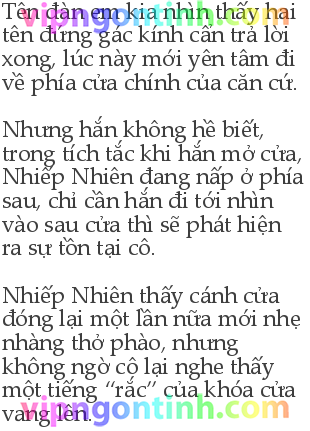 Tên đàn em kia nhìn thấy hai
tên đứng gác kính cẩn trả lời
xong, lúc này mới yên tâm đi
về phía cửa chính của căn cứ.
Nhưng hắn không hề biết,
trong tích tắc khi hắn mở cửa,
Nhiếp Nhiên đang nấp ở phía
sau, chỉ cần hắn đi tới nhìn
vào sau cửa thì sẽ phát hiện
ra sự tồn tại cô.
Nhiếp Nhiên thấy cánh cửa
đóng lại một lần nữa mới nhẹ
nhàng thở phào, nhưng
không ngờ cô lại nghe thấy
một tiếng “rắc” của khóa cửa
vang lên.
vipngontinh.com
vipngontinh.com